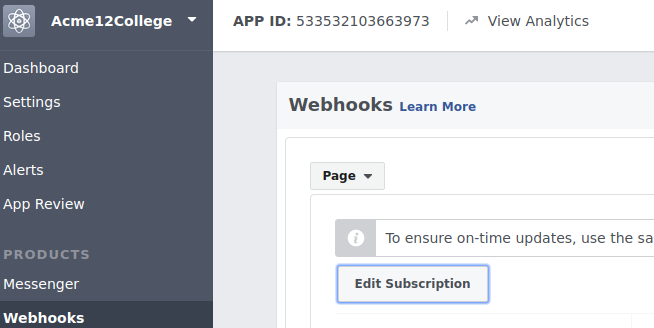 Acme12College
APP ID: 533532103663973
View Analytics
Dashboard
Settings
Roles
Alerts
App Review
PRODUCTS
Messenger
Webhooks
Webhooks Learn More
Page
To ensure on-time updates, use the sa
Edit Subscription